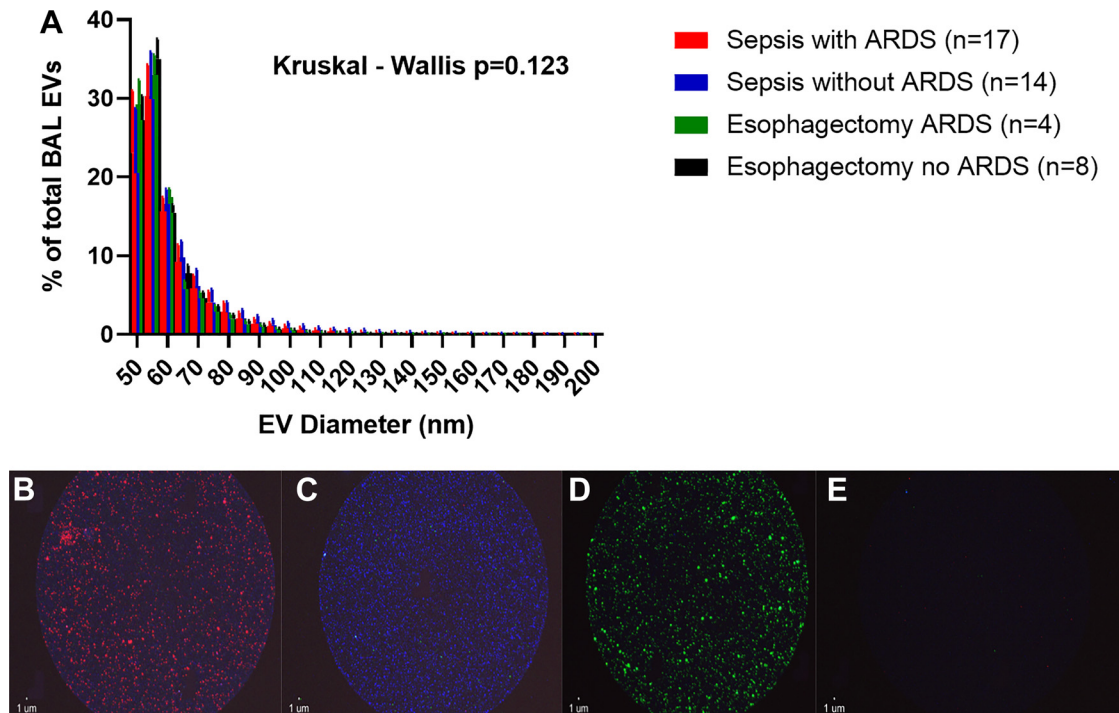 A
40
30
20
10
0
% of total BAL EVs
Kruskal - Wallis p=0.123
50 60 70 80 90 100 110 120 130 140 150 160 170 180 190 200
EV Diameter (nm)
Sepsis with ARDS (n=17)
Sepsis without ARDS (n=14)
Esophagectomy ARDS (n=4)
Esophagectomy no ARDS (n=8)
B C D E
1 um 1 um 1 um 1 um